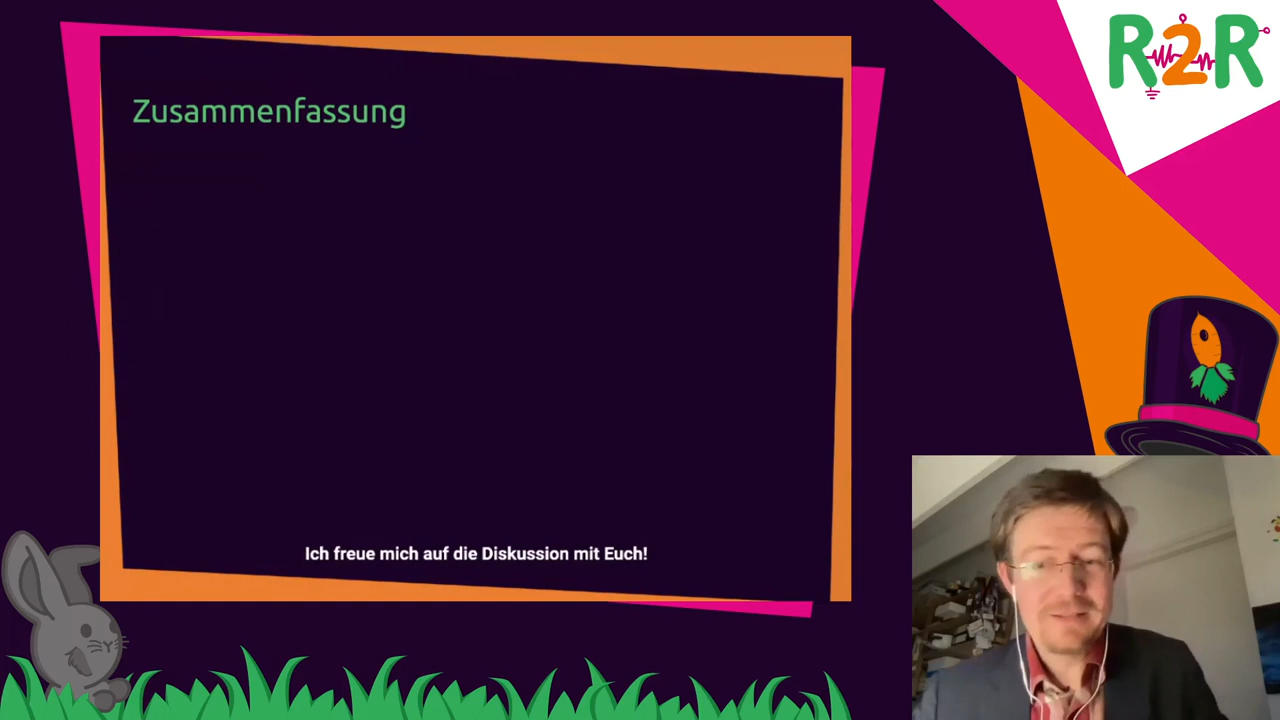 R2R
Zusammenfassung
Ich freue mich auf die Diskussion mit Euch!